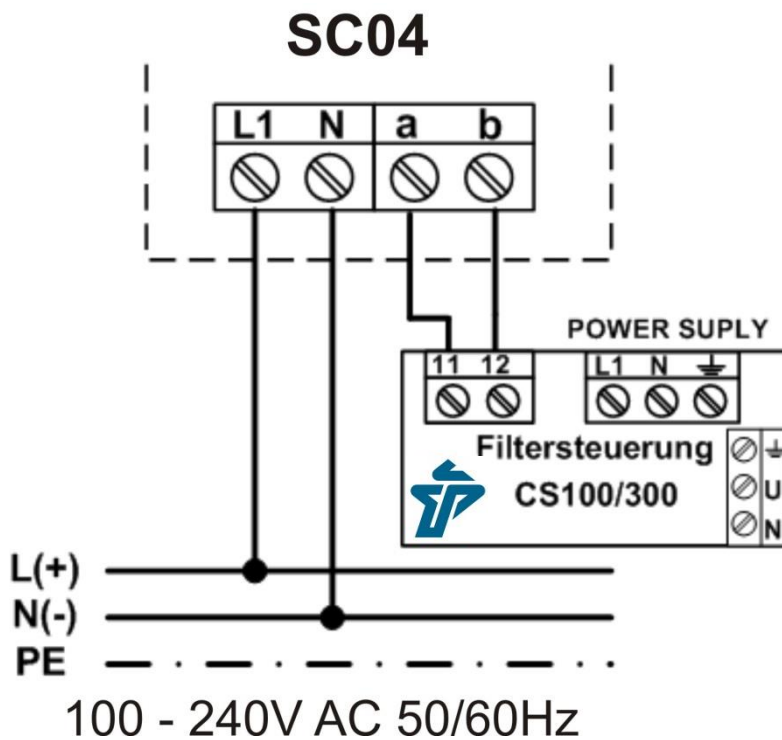 SC04
L1 N a b
POWER SUPLY
11 12 L1 N
Filtersteuerung
CS100/300
U
N
L(+)
N(-)
PE
100 - 240V AC 50/60Hz